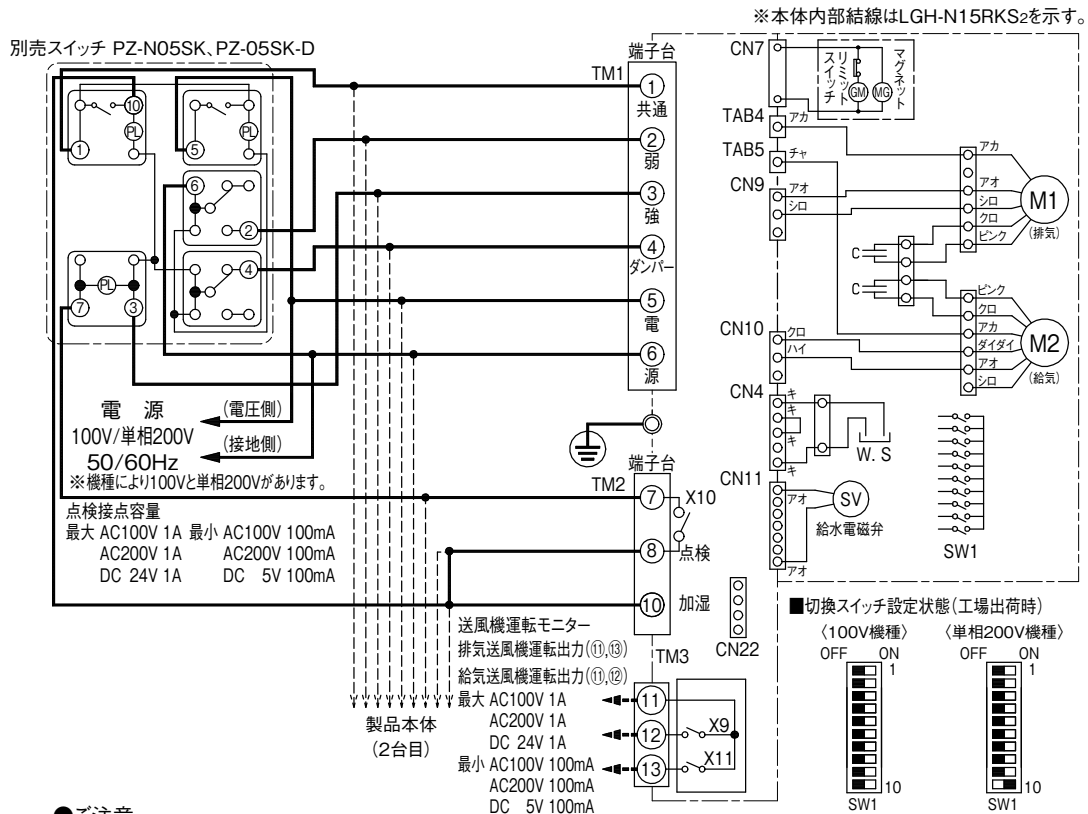 ※本体内部結線はLGH-N15RKS2を示す。
別売スイッチ PZ-N05SK、PZ-05SK-D
⑩
PL
①
PL
⑤
⑥
②
④
PL
⑦
③
電 源
100V/単相200V
50/60Hz
(電圧側)
(接地側)
※機種により100Vと単相200Vがあります。
点検接点容量
最大 AC100V 1A 最小 AC100V 100mA
AC200V 1A AC200V 100mA
DC 24V 1A DC 5V 100mA
端子台
TM1
①
共通
②
弱
③
強
④
ダンパー
⑤
電
⑥
源
端子台
TM2
⑦
X10
⑧
点検
⑩
加湿
CN22
送風機運転モニター
排気送風機運転出力(⑪,⑬)
給気送風機運転出力(⑪,⑫)
最大 AC100V 1A
AC200V 1A
DC 24V 1A
最小 AC100V 100mA
AC200V 100mA
DC 5V 100mA
TM3
⑪
⑫
X9
⑬
X11
製品本体
(2台目)
CN7
リミット
スイッチ
マグネット
GM
MG
TAB4
アカ
TAB5
チャ
CN9
アオ
シロ
アカ
アオ
シロ
クロ
ピンク
M1
(排気)
C
C
ピンク
クロ
アカ
ダイダイ
アオ
シロ
M2
(給気)
CN10
クロ
ハイ
CN4
キ
キ
キ
キ
W. S
CN11
アオ
アオ
SV
給水電磁弁
SW1
■切換スイッチ設定状態(工場出荷時)
〈100V機種〉
OFF ON
1
10
SW1
〈単相200V機種〉
OFF ON
1
10
SW1
●ご注意